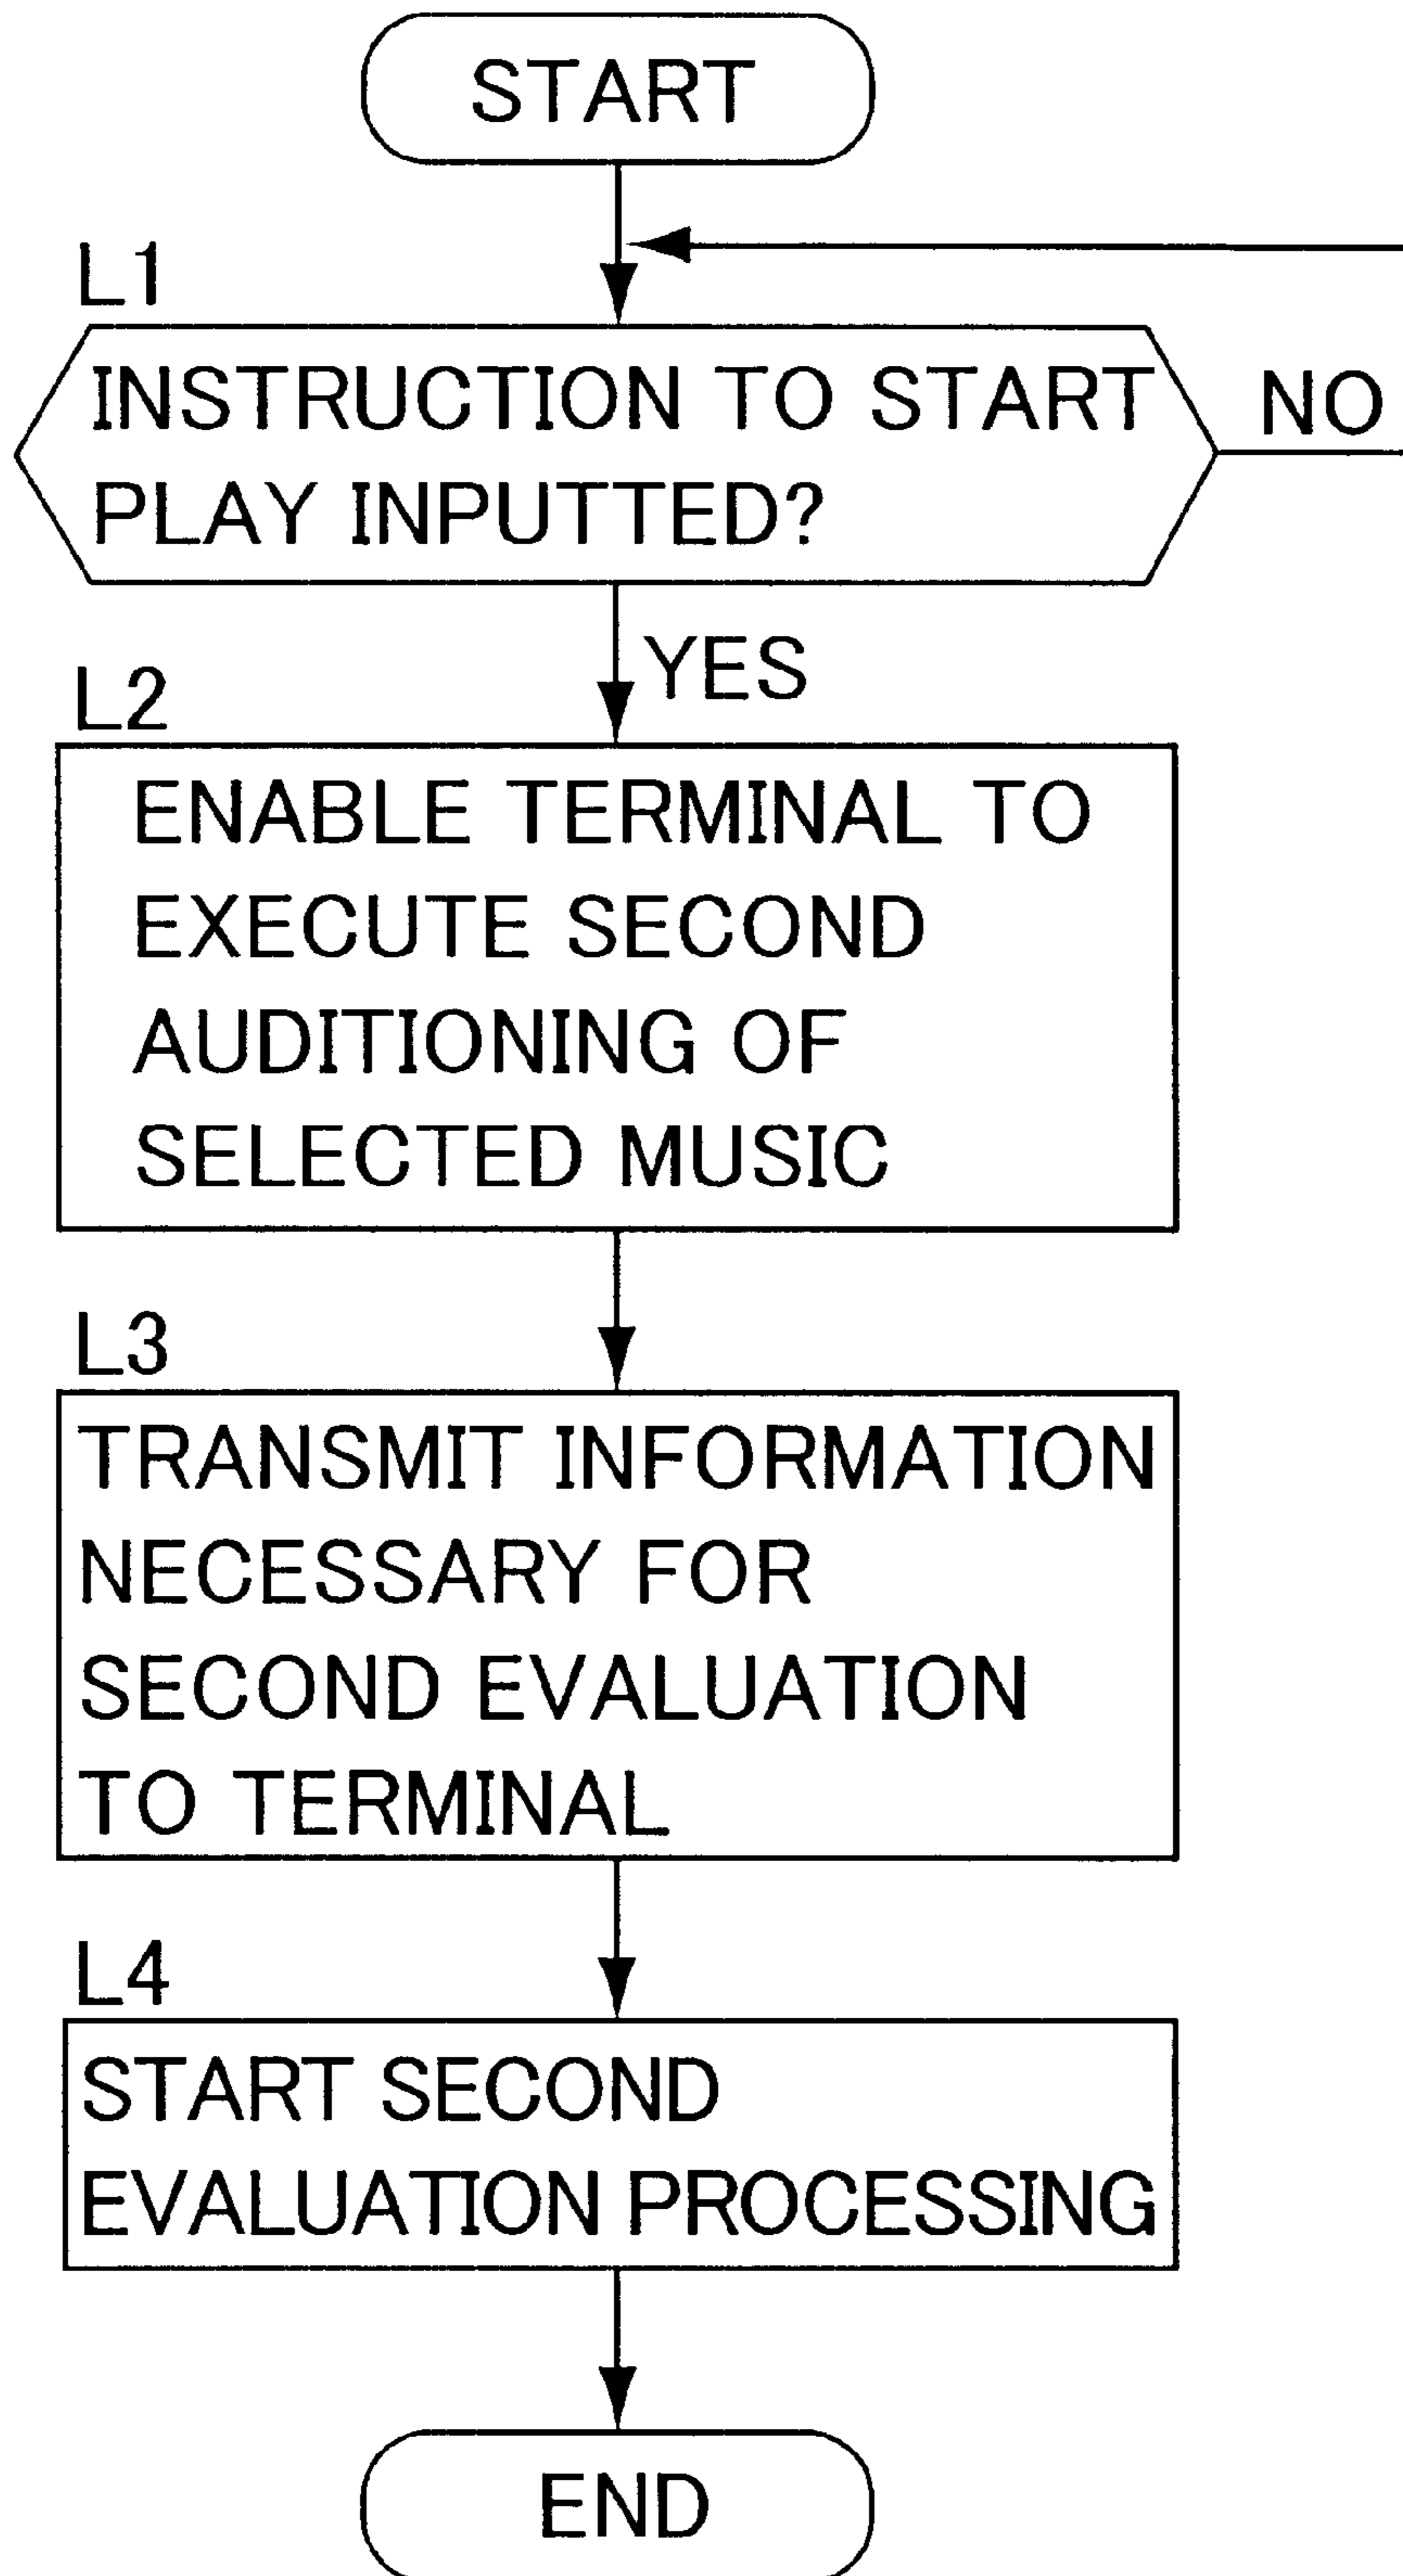 START
L1
INSTRUCTION TO START
PLAY INPUTTED?
NO
YES
L2
ENABLE TERMINAL TO
EXECUTE SECOND
AUDITIONING OF
SELECTED MUSIC
L3
TRANSMIT INFORMATION
NECESSARY FOR
SECOND EVALUATION
TO TERMINAL
L4
START SECOND
EVALUATION PROCESSING
END